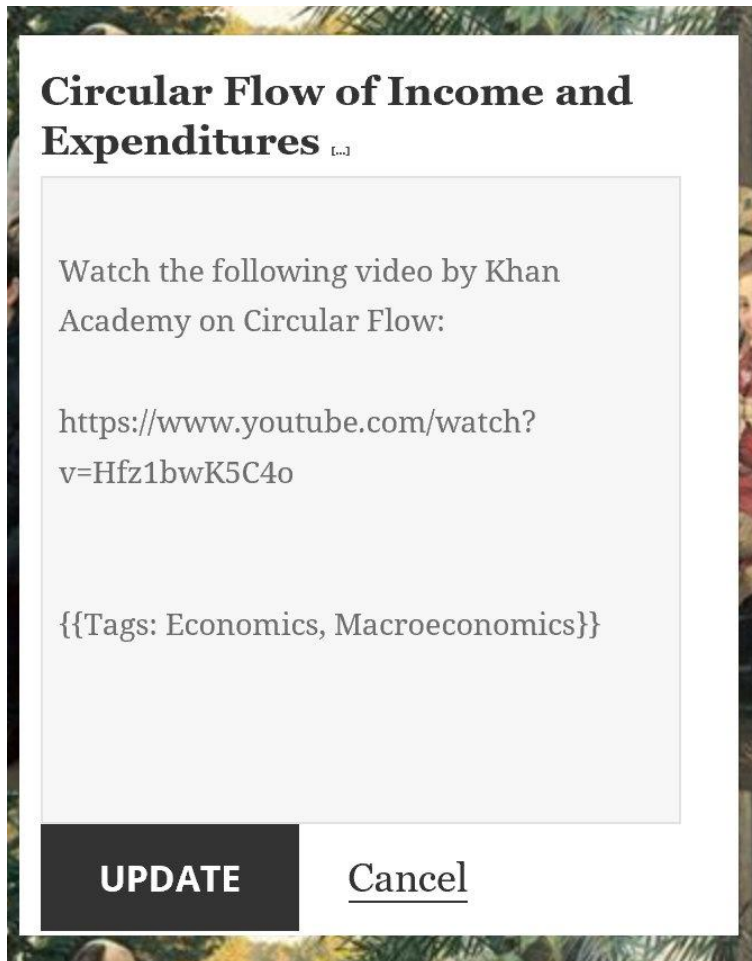 Circular Flow of Income and
Expenditures [...]
Watch the following video by Khan
Academy on Circular Flow:
https://www.youtube.com/watch?
v=Hfz1bwK5C4o
{{Tags: Economics, Macroeconomics}}
UPDATE Cancel